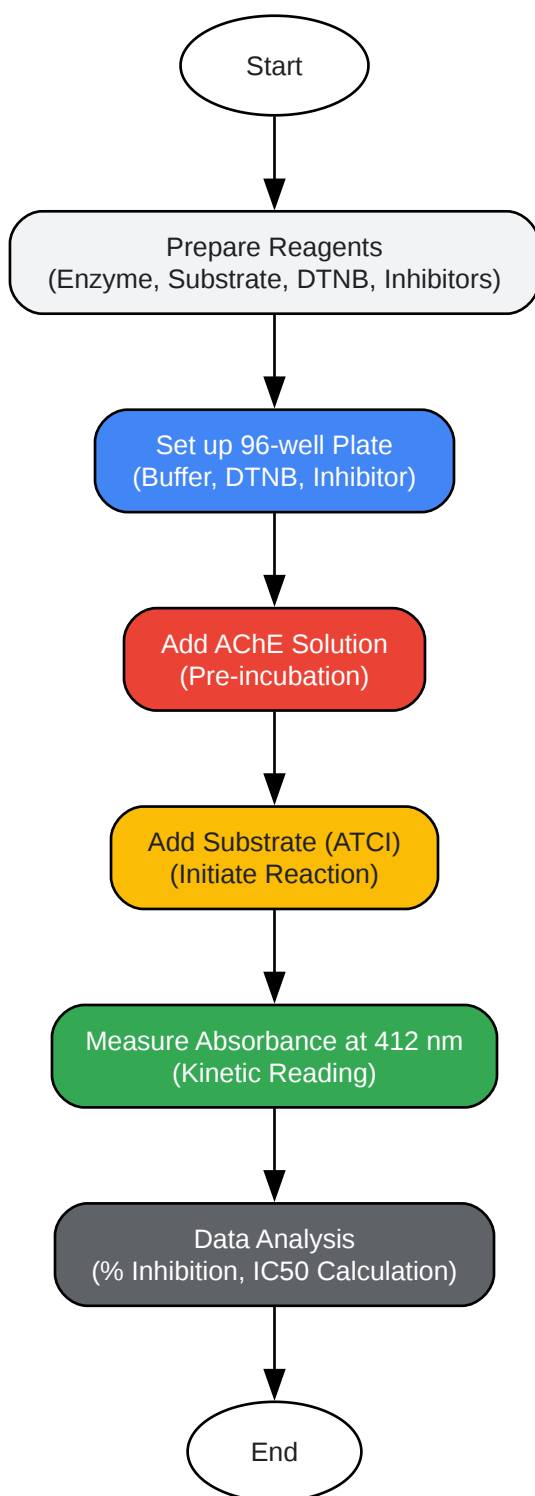 Start
Prepare Reagents
(Enzyme, Substrate, DTNB, Inhibitors)
Set up 96-well Plate
(Buffer, DTNB, Inhibitor)
Add AChE Solution
(Pre-incubation)
Add Substrate (ATCI)
(Initiate Reaction)
Measure Absorbance at 412 nm
(Kinetic Reading)
Data Analysis
(% Inhibition, IC50 Calculation)
End